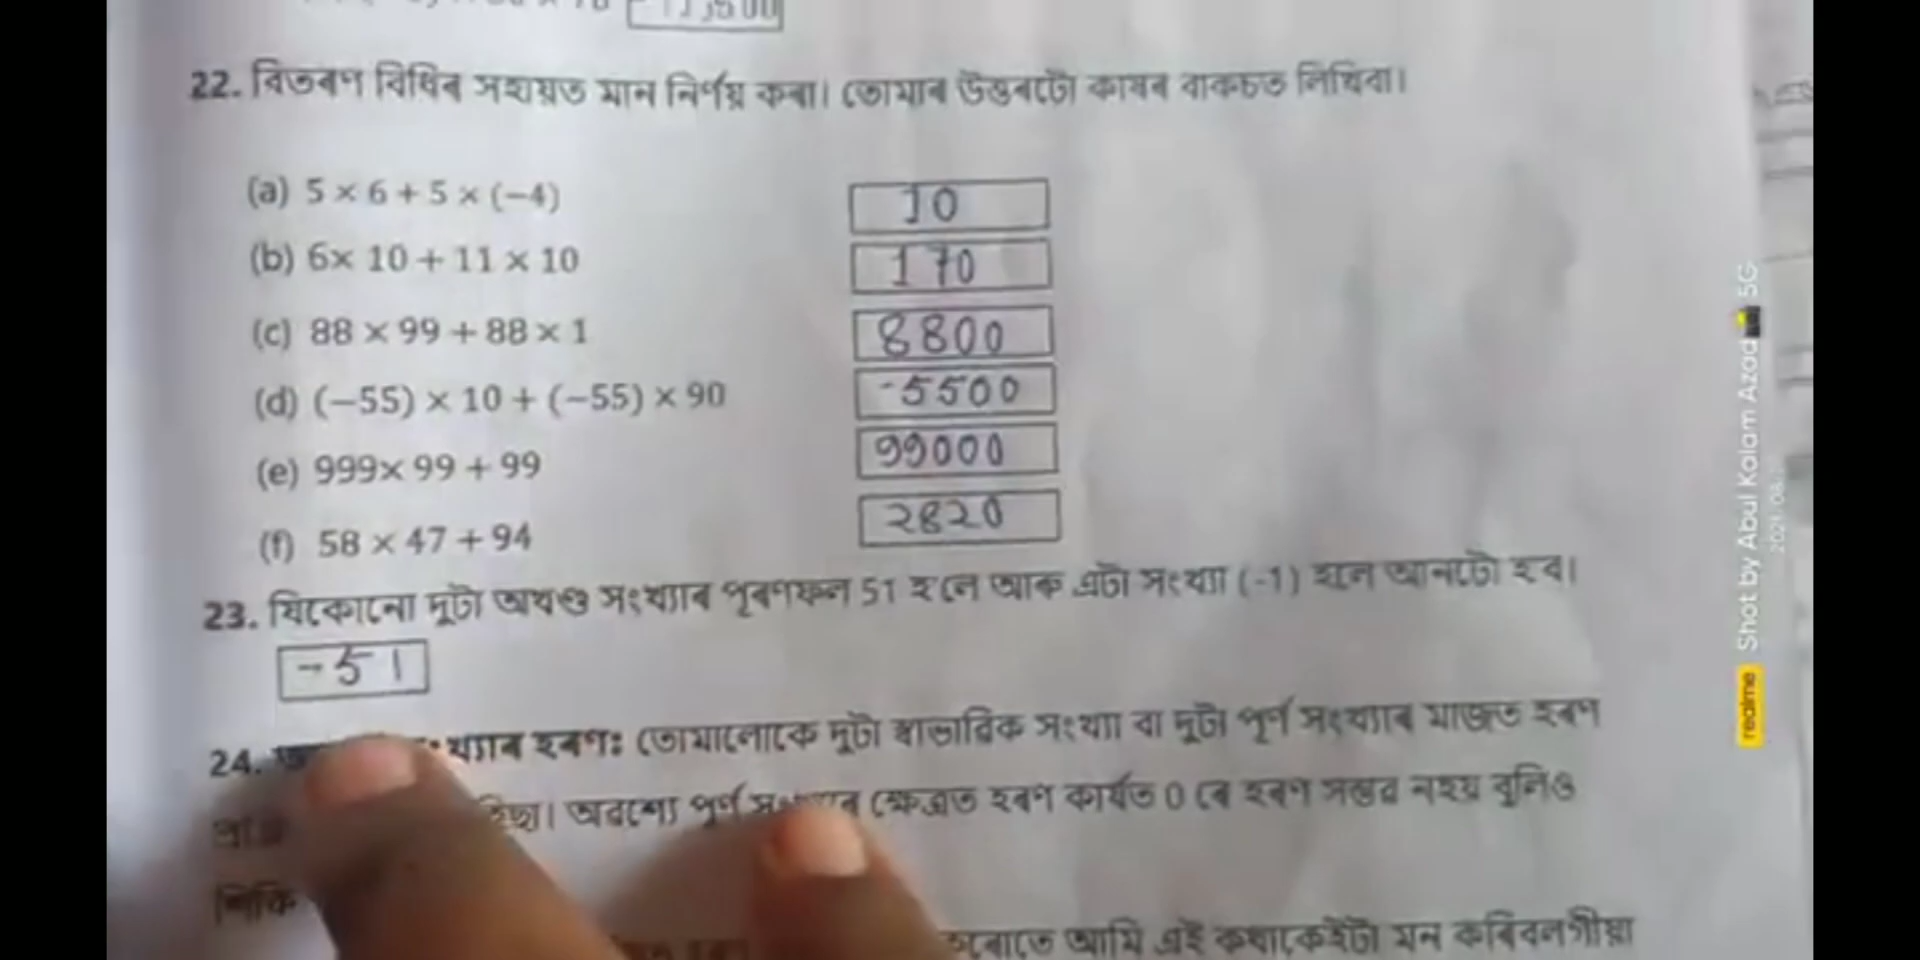 22. বিতৰণ বিধিৰ সহায়ত মান নিৰ্ণয় কৰা। তোমাৰ উত্তৰটো কাষৰ বাকচত লিখিবা।
(a) 5 × 6 + 5 × (−4) 10
(b) 6× 10 + 11 × 10 170
(c) 88 × 99 + 88 × 1 8800
(d) (−55) × 10 + (−55) × 90 -5500
(e) 999× 99 + 99 99000
(f) 58 × 47 + 94 2820
23. যিকোনো দুটা অখণ্ড সংখ্যাৰ পূৰণফল 51 হ'লে আৰু এটা সংখ্যা (-1) হলে আনটো হব।
-51
24. হৰণঃ তোমালোকে দুটা স্বাভাৱিক সংখ্যা বা দুটা পূৰ্ণ সংখ্যাৰ মাজত হৰণ
অৱশ্যে পূৰ্ণ ক্ষেত্ৰত হৰণ কাৰ্যত 0 ৰে হৰণ সম্ভৱ নহয় বুলিও
শিকি
আমি এই কথাকেইটা মন কৰিবলগীয়া
realme Shot by Abul Kalam Azad 5G